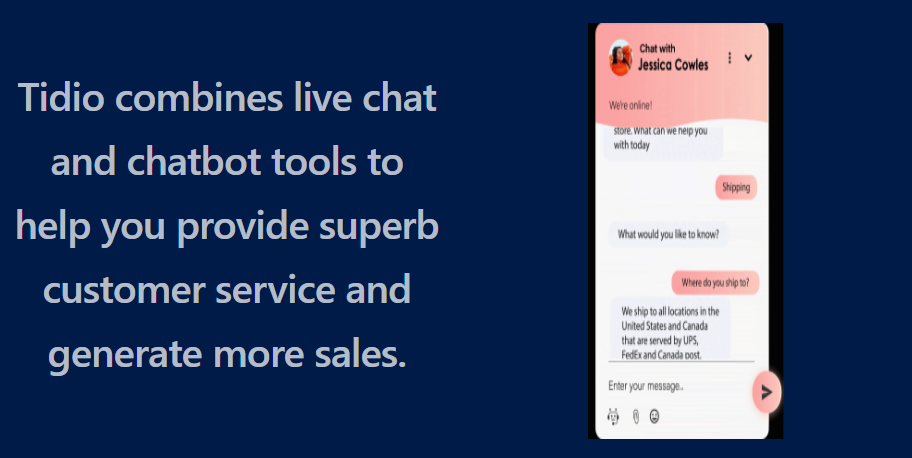 Tidio combines live chat
and chatbot tools to
help you provide superb
customer service and
generate more sales.
Chat with
Jessica Cowles
We're online!
store. What can we help you
with today
Shipping
What would you like to know?
Where do you ship to?
We ship to all locations in the
United States and Canada
that are served by UPS,
FedEx and Canada post.
Enter your message..